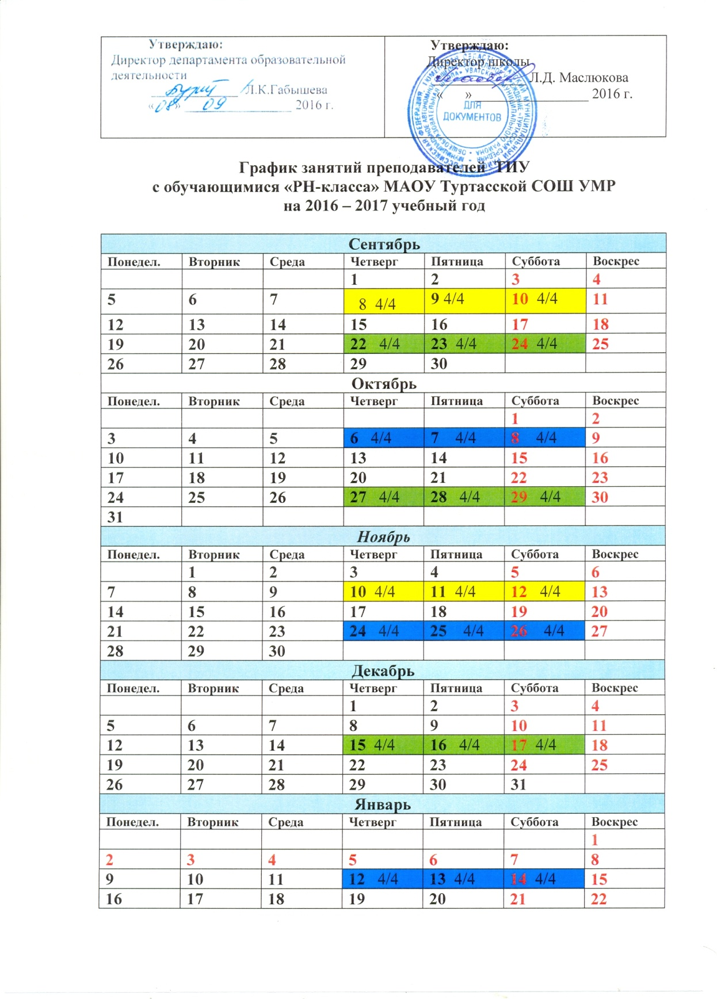 Утверждаю:
Директор департамента образовательной
деятельности
Л.К.Габышева
«08» 09 2016 г.
Утверждаю:
Директор школы
Л.Д. Маслюкова
« » 2016 г.
ДЛЯ
ДОКУМЕНТОВ
График занятий преподавателей ТИУ
с обучающимися «РН-класса» МАОУ Туртасской СОШ УМР
на 2016 – 2017 учебный год
Сентябрь
Понедел. Вторник Среда Четверг Пятница Суббота Воскрес
1 2 3 4
5 6 7 8 4/4 9 4/4 10 4/4 11
12 13 14 15 16 17 18
19 20 21 22 4/4 23 4/4 24 4/4 25
26 27 28 29 30
Октябрь
Понедел. Вторник Среда Четверг Пятница Суббота Воскрес
1 2
3 4 5 6 4/4 7 4/4 8 4/4 9
10 11 12 13 14 15 16
17 18 19 20 21 22 23
24 25 26 27 4/4 28 4/4 29 4/4 30
31
Ноябрь
Понедел. Вторник Среда Четверг Пятница Суббота Воскрес
1 2 3 4 5 6
7 8 9 10 4/4 11 4/4 12 4/4 13
14 15 16 17 18 19 20
21 22 23 24 4/4 25 4/4 26 4/4 27
28 29 30
Декабрь
Понедел. Вторник Среда Четверг Пятница Суббота Воскрес
1 2 3 4
5 6 7 8 9 10 11
12 13 14 15 4/4 16 4/4 17 4/4 18
19 20 21 22 23 24 25
26 27 28 29 30 31
Январь
Понедел. Вторник Среда Четверг Пятница Суббота Воскрес
1
2 3 4 5 6 7 8
9 10 11 12 4/4 13 4/4 14 4/4 15
16 17 18 19 20 21 22